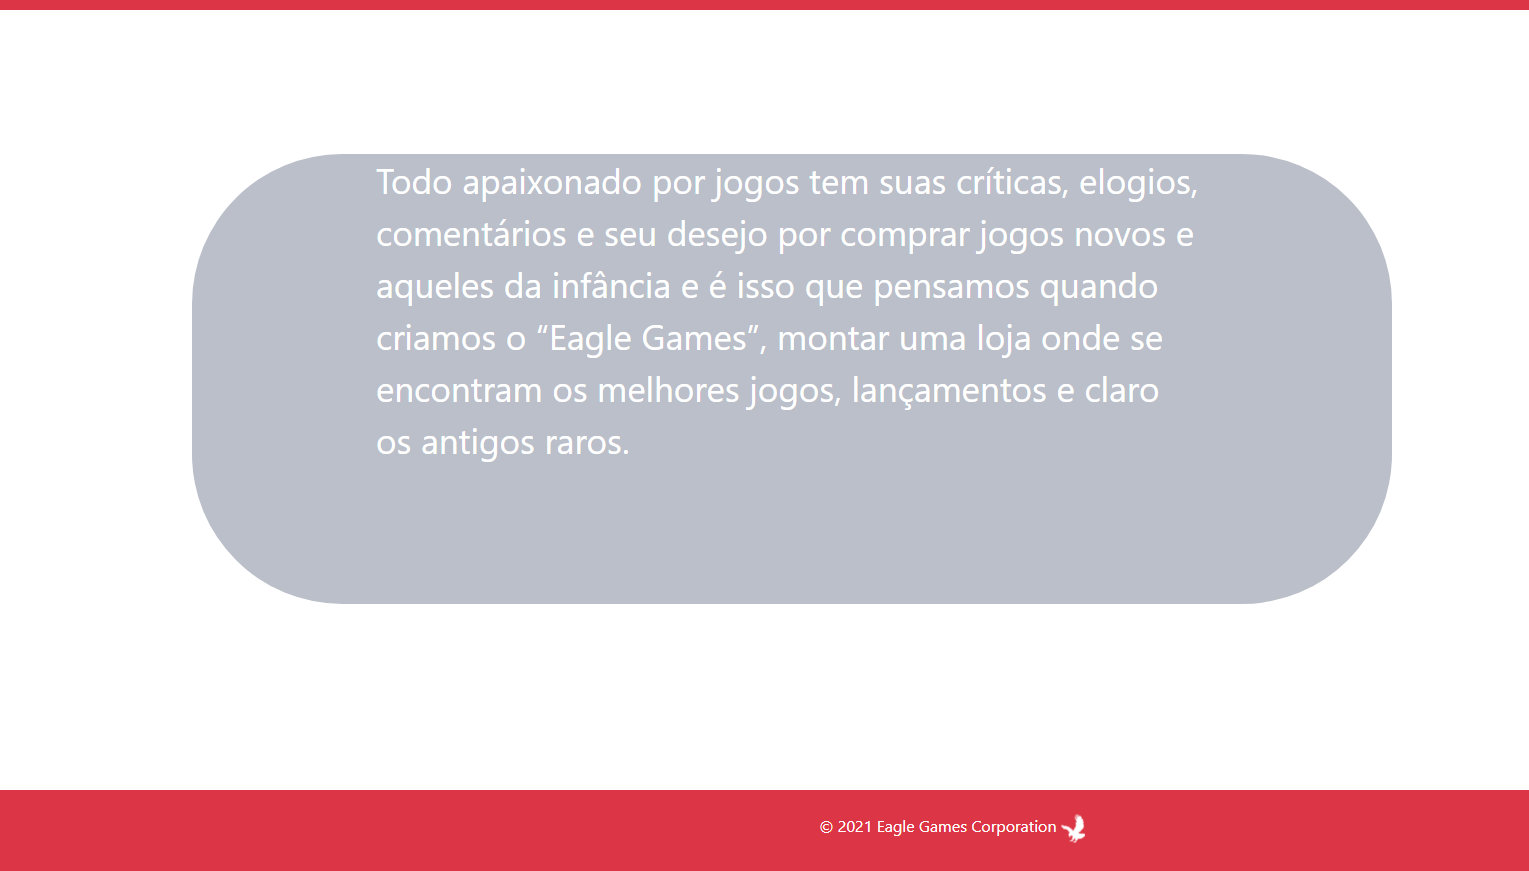 Todo apaixonado por jogos tem suas críticas, elogios,
comentários e seu desejo por comprar jogos novos e
aqueles da infância e é isso que pensamos quando
criamos o “Eagle Games”, montar uma loja onde se
encontram os melhores jogos, lançamentos e claro
os antigos raros.
© 2021 Eagle Games Corporation